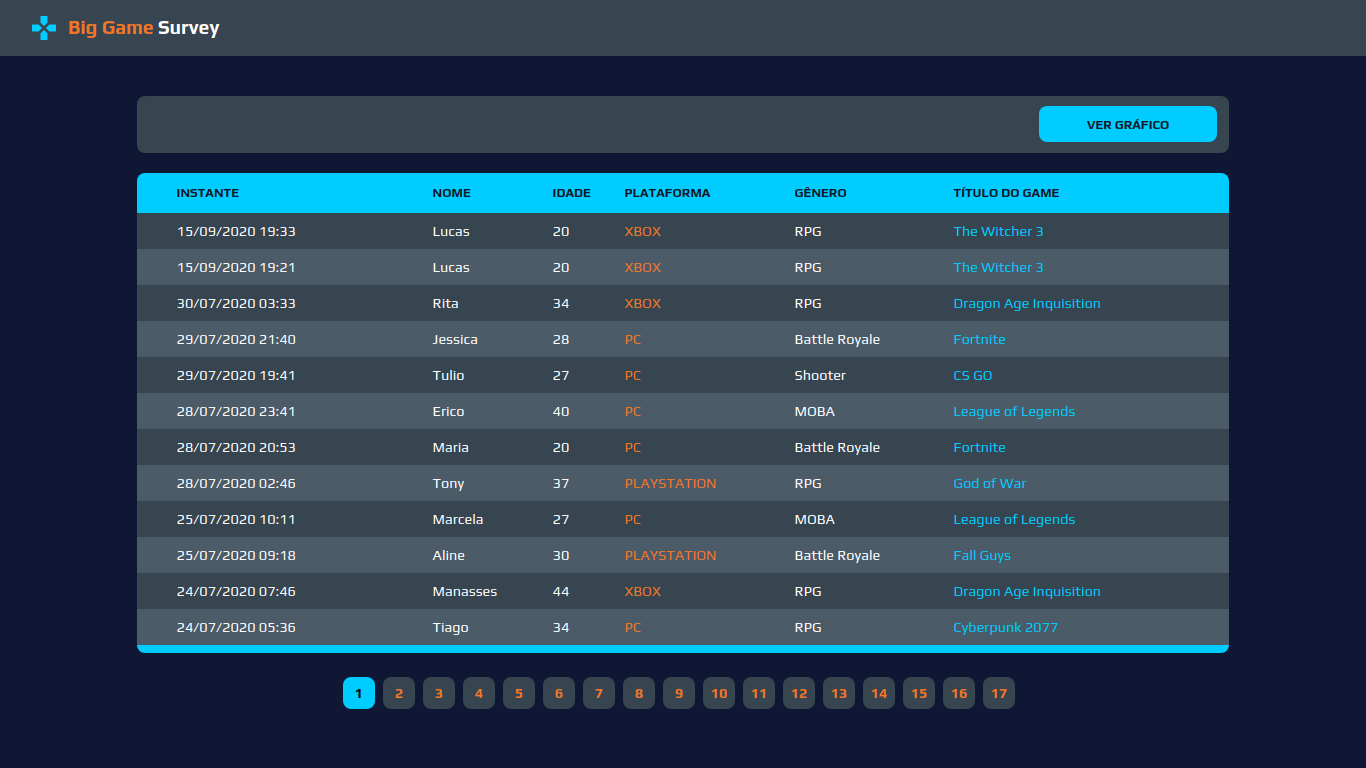 Big Game Survey
VER GRÁFICO
INSTANTE NOME IDADE PLATAFORMA GÊNERO TÍTULO DO GAME
15/09/2020 19:33 Lucas 20 XBOX RPG The Witcher 3
15/09/2020 19:21 Lucas 20 XBOX RPG The Witcher 3
30/07/2020 03:33 Rita 34 XBOX RPG Dragon Age Inquisition
29/07/2020 21:40 Jessica 28 PC Battle Royale Fortnite
29/07/2020 19:41 Tulio 27 PC Shooter CS GO
28/07/2020 23:41 Erico 40 PC MOBA League of Legends
28/07/2020 20:53 Maria 20 PC Battle Royale Fortnite
28/07/2020 02:46 Tony 37 PLAYSTATION RPG God of War
25/07/2020 10:11 Marcela 27 PC MOBA League of Legends
25/07/2020 09:18 Aline 30 PLAYSTATION Battle Royale Fall Guys
24/07/2020 07:46 Manasses 44 XBOX RPG Dragon Age Inquisition
24/07/2020 05:36 Tiago 34 PC RPG Cyberpunk 2077
1 2 3 4 5 6 7 8 9 10 11 12 13 14 15 16 17